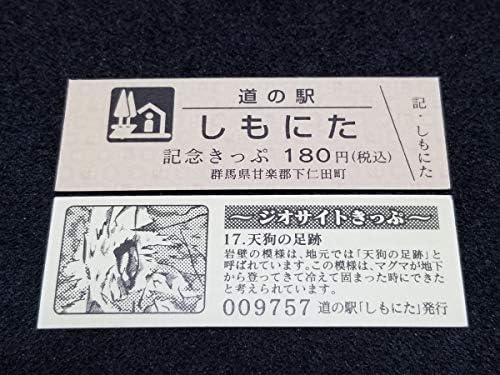 道の駅
しもにた
記念きっぷ 180円(税込)
群馬県甘楽郡下仁田町
記・しもにた
〜ジオサイトきっぷ〜
17.天狗の足跡
岩壁の模様は、地元では「天狗の足跡」と
呼ばれています。この模様は、マグマが地下
から登ってきて冷えて固まった時にできた
と考えられています。
009757 道の駅「しもにた」発行